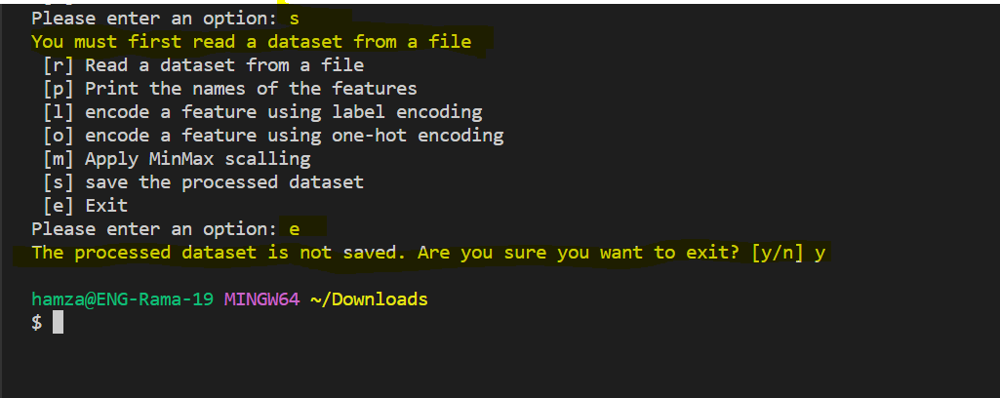 Please enter an option: s
You must first read a dataset from a file
[r] Read a dataset from a file
[p] Print the names of the features
[l] encode a feature using label encoding
[o] encode a feature using one-hot encoding
[m] Apply MinMax scalling
[s] save the processed dataset
[e] Exit
Please enter an option: e
The processed dataset is not saved. Are you sure you want to exit? [y/n] y
hamza@ENG-Rama-19 MINGW64 ~/Downloads
$